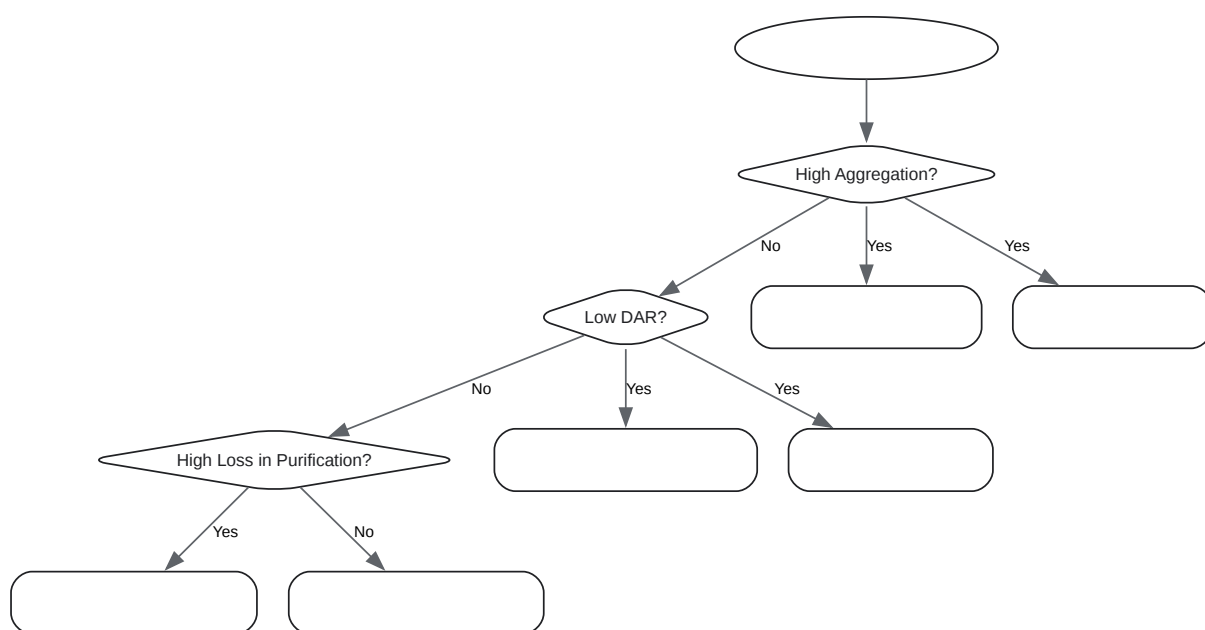 High Aggregation?
No
Yes
Yes
Low DAR?
No
Yes
Yes
High Loss in Purification?
Yes
No